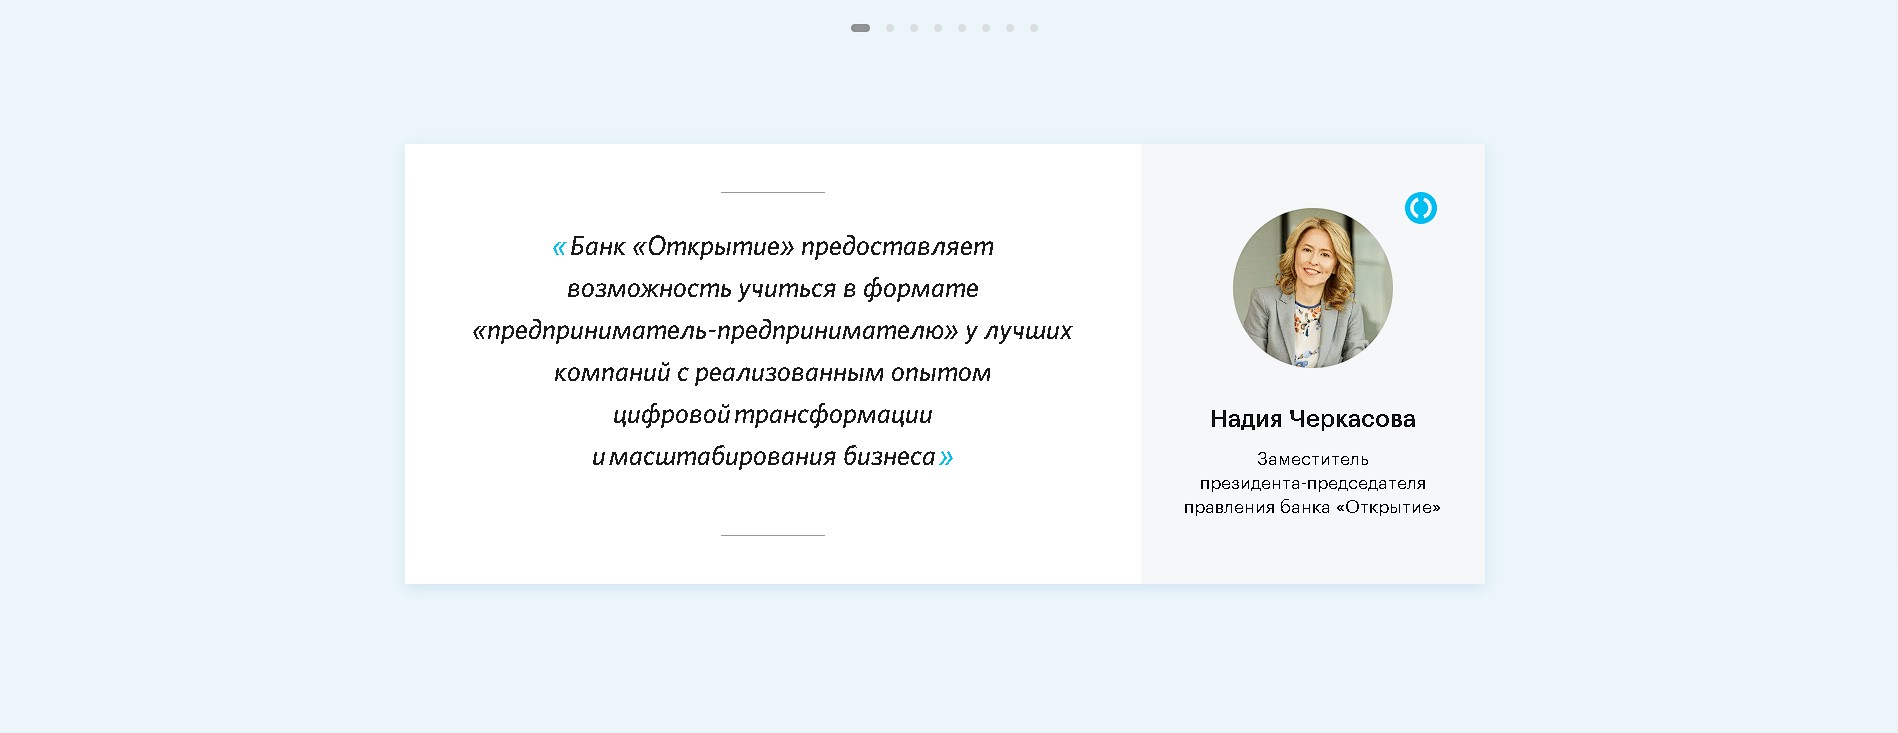 «Банк «Открытие» предоставляет
возможность учиться в формате
«предприниматель-предпринимателю» у лучших
компаний с реализованным опытом
цифровой трансформации
и масштабирования бизнеса»
Надия Черкасова
Заместитель
президента-председателя
правления банка «Открытие»